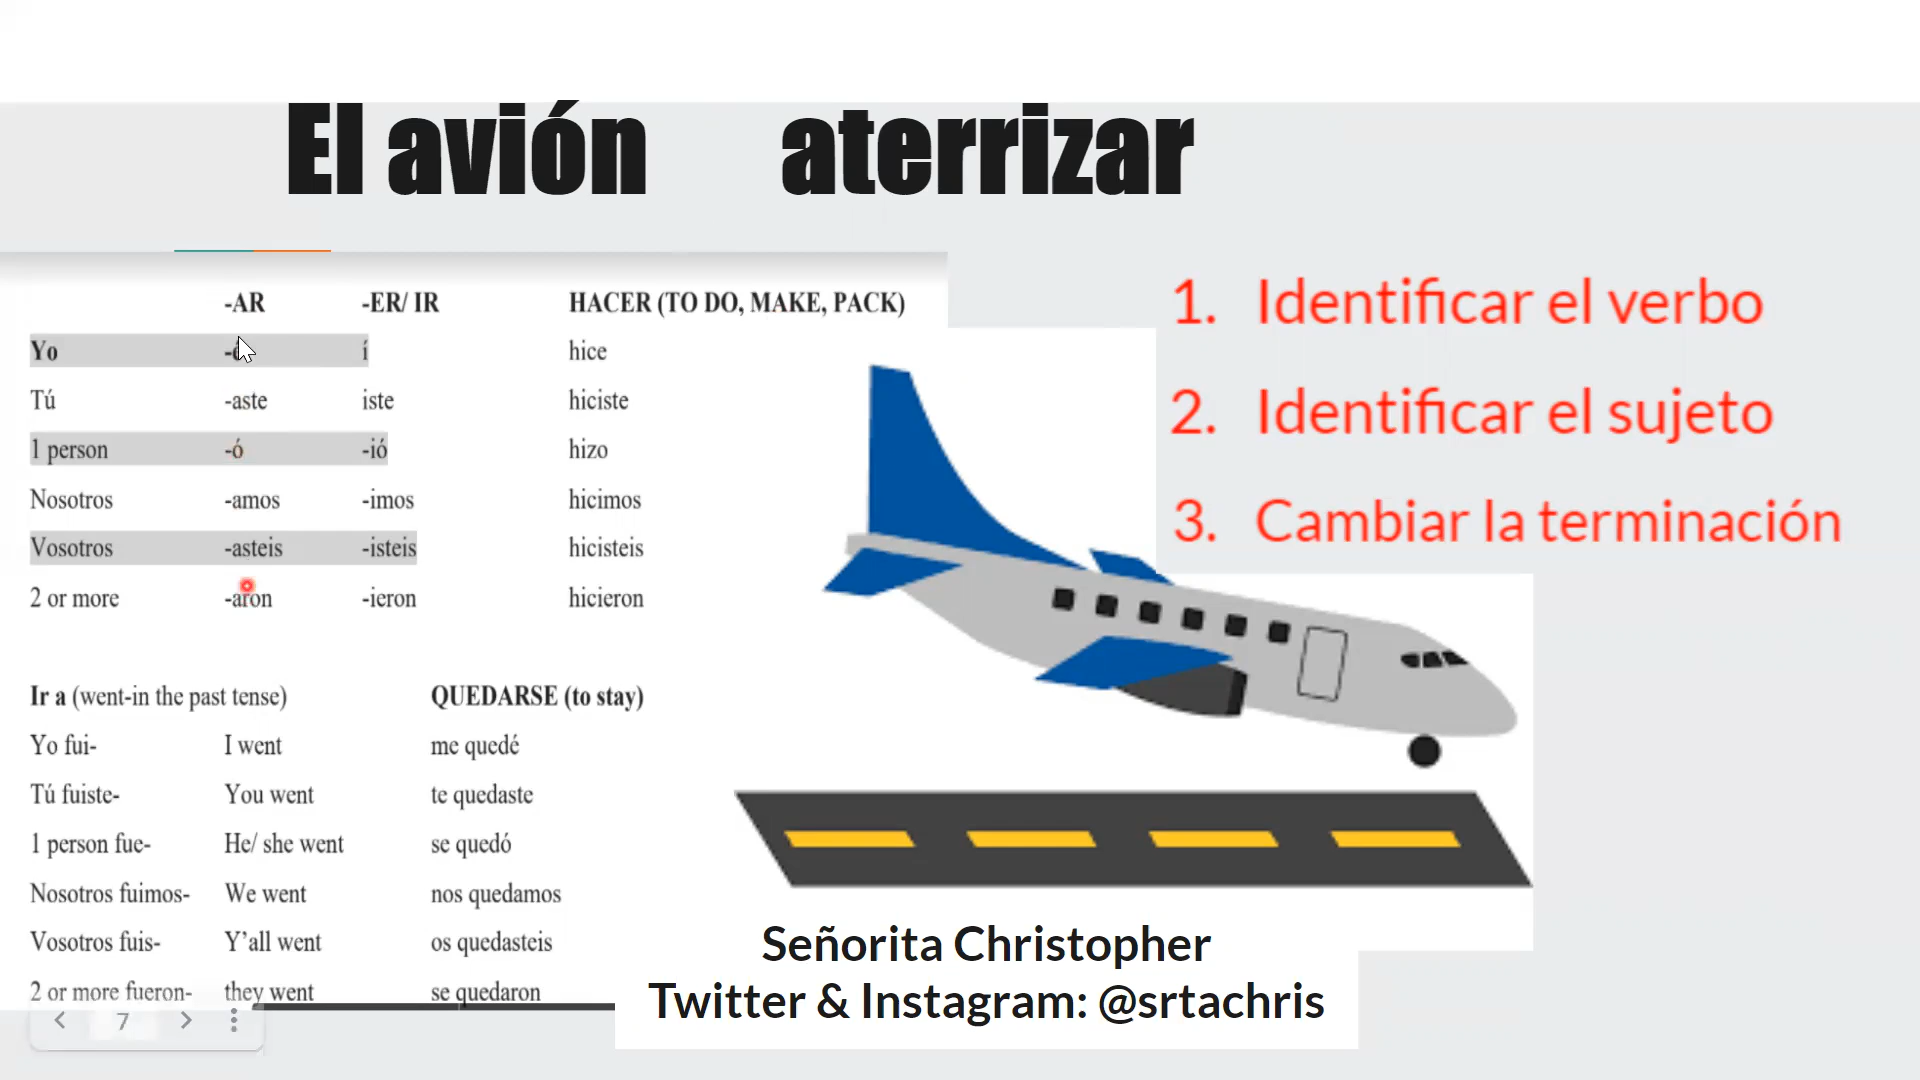 El avión aterrizar
-AR -ER/ IR HACER (TO DO, MAKE, PACK)
Yo í hice
Tú -aste iste hiciste
1 person -ó -ió hizo
Nosotros -amos -imos hicimos
Vosotros -asteis -isteis hicisteis
2 or more -aron -ieron hicieron
Ir a (went-in the past tense) QUEDARSE (to stay)
Yo fui- I went me quedé
Tú fuiste- You went te quedaste
1 person fue- He/ she went se quedó
Nosotros fuimos- We went nos quedamos
Vosotros fuis- Y’all went os quedasteis
2 or more fueron- they went se quedaron
1. Identificar el verbo
2. Identificar el sujeto
3. Cambiar la terminación
Señorita Christopher
Twitter & Instagram: @srtachris
7